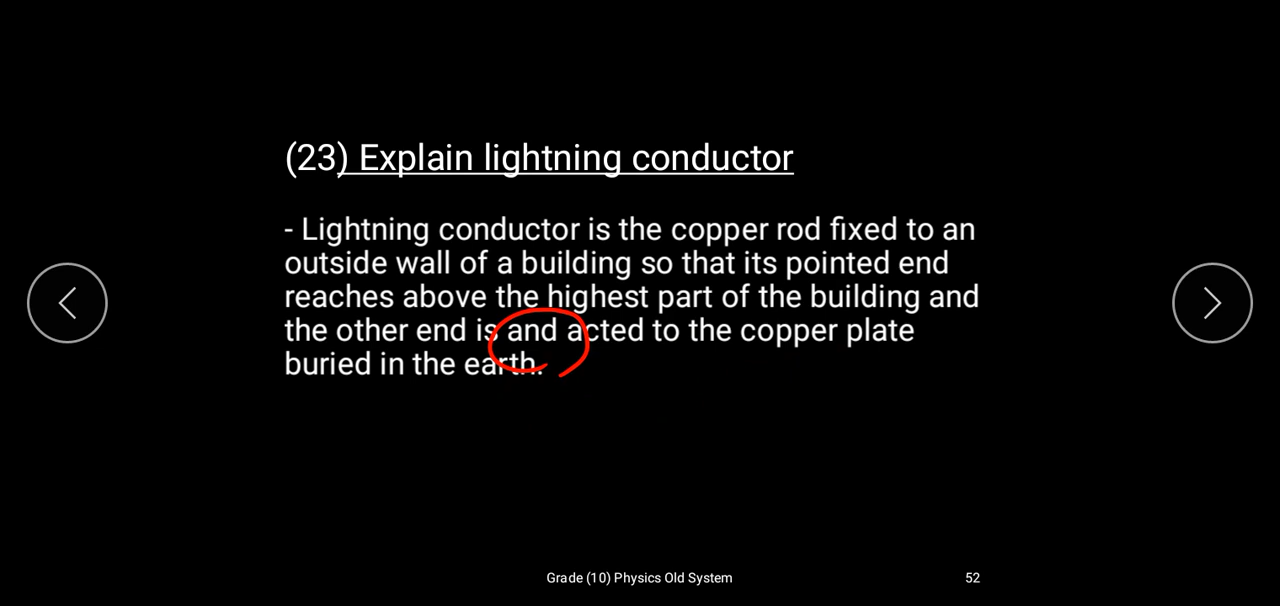 (23) Explain lightning conductor
- Lightning conductor is the copper rod fixed to an
outside wall of a building so that its pointed end
reaches above the highest part of the building and
the other end is and acted to the copper plate
buried in the earth.
Grade (10) Physics Old System
52